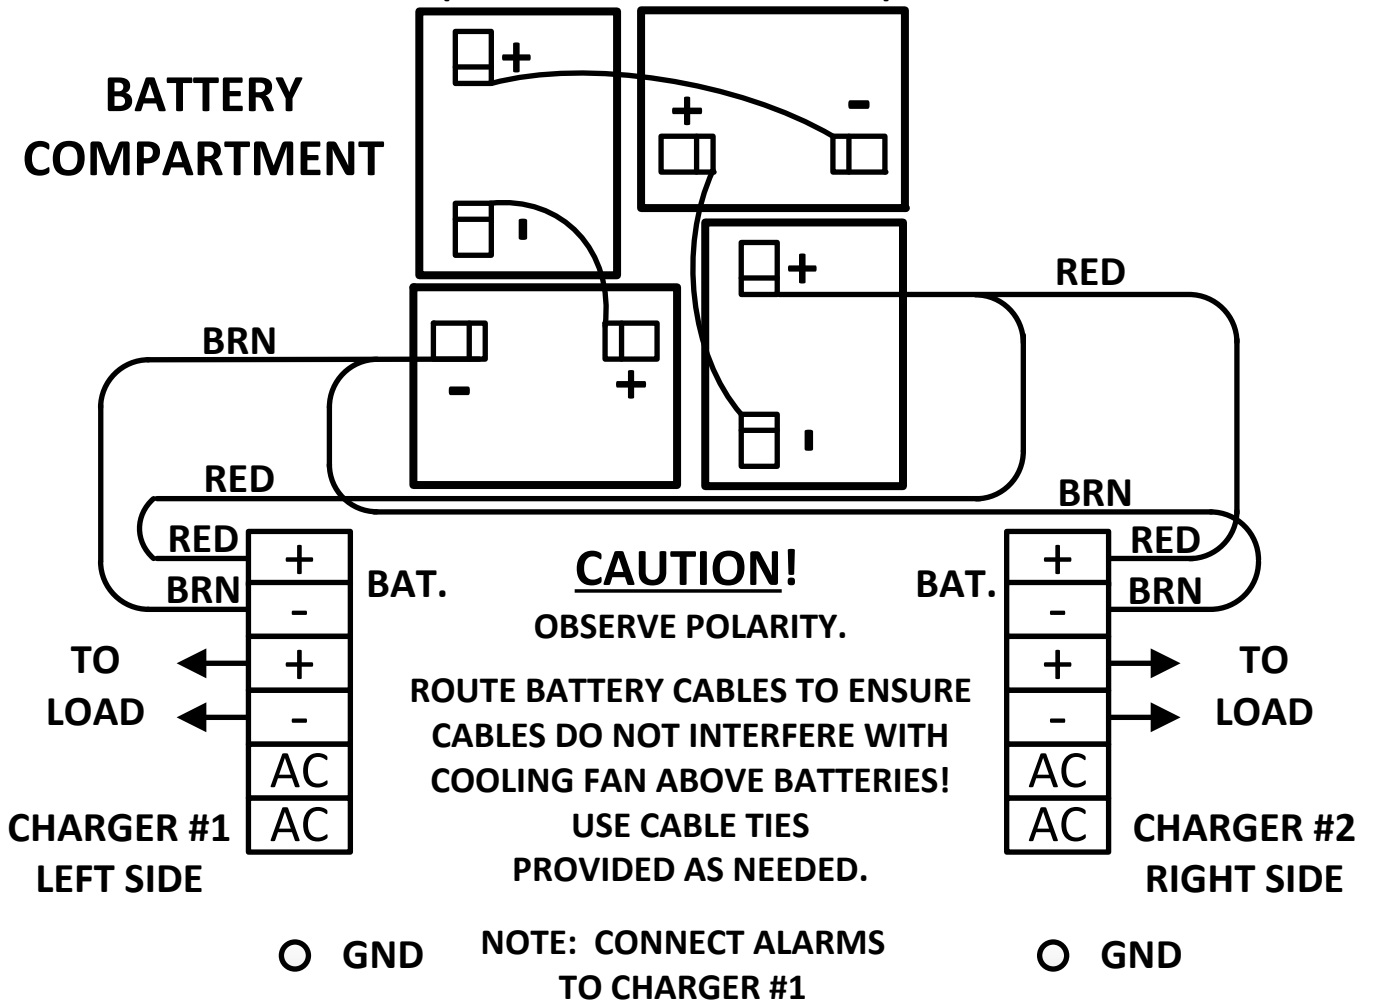 BATTERY
COMPARTMENT
+
+
-
-
+
RED
BRN
-
+
-
RED
BRN
RED
+
BAT.
CAUTION!
BAT.
+
RED
BRN
-
-
BRN
OBSERVE POLARITY.
TO
LOAD
+
-
ROUTE BATTERY CABLES TO ENSURE
CABLES DO NOT INTERFERE WITH
COOLING FAN ABOVE BATTERIES!
USE CABLE TIES
PROVIDED AS NEEDED.
+
-
TO
LOAD
AC
AC
AC
AC
CHARGER #1
LEFT SIDE
CHARGER #2
RIGHT SIDE
GND
NOTE: CONNECT ALARMS
TO CHARGER #1
GND